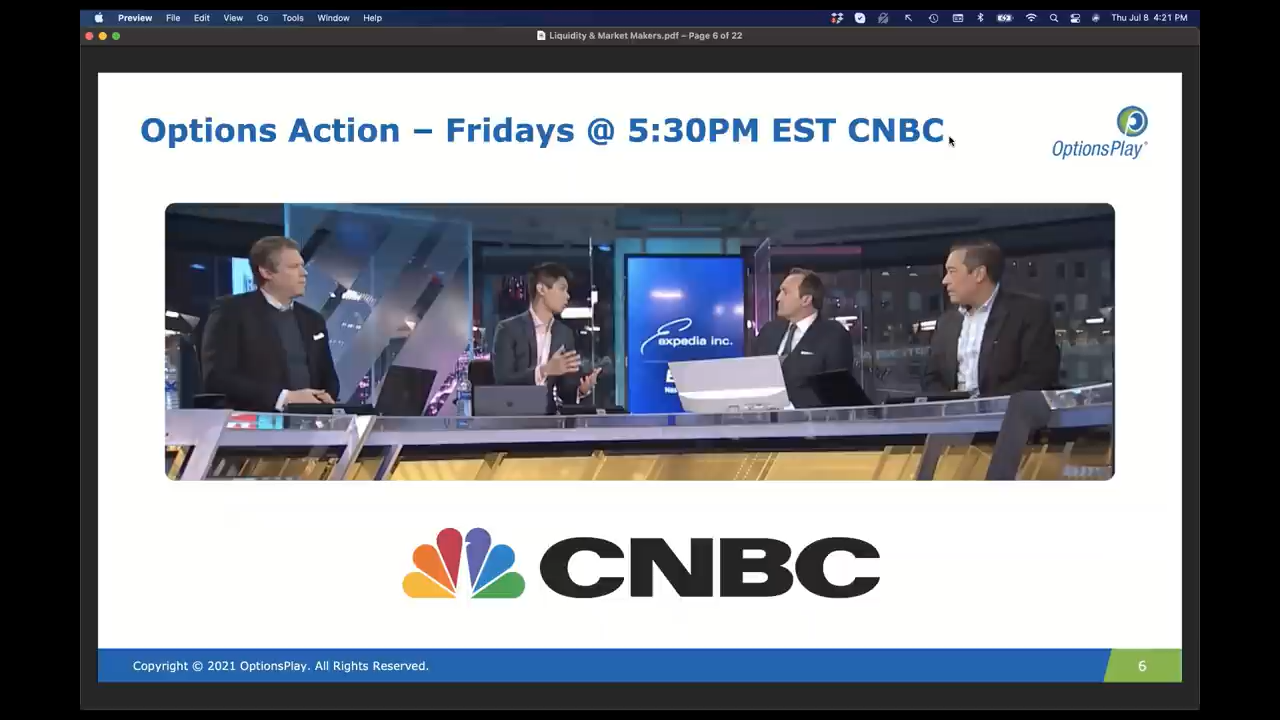 Preview File Edit View Go Tools Window Help Thu Jul 8 4:21 PM
Liquidity & Market Makers.pdf – Page 6 of 22
Options Action – Fridays @ 5:30PM EST CNBC
OptionsPlay
Expedia inc.
CNBC
Copyright © 2021 OptionsPlay. All Rights Reserved.
6